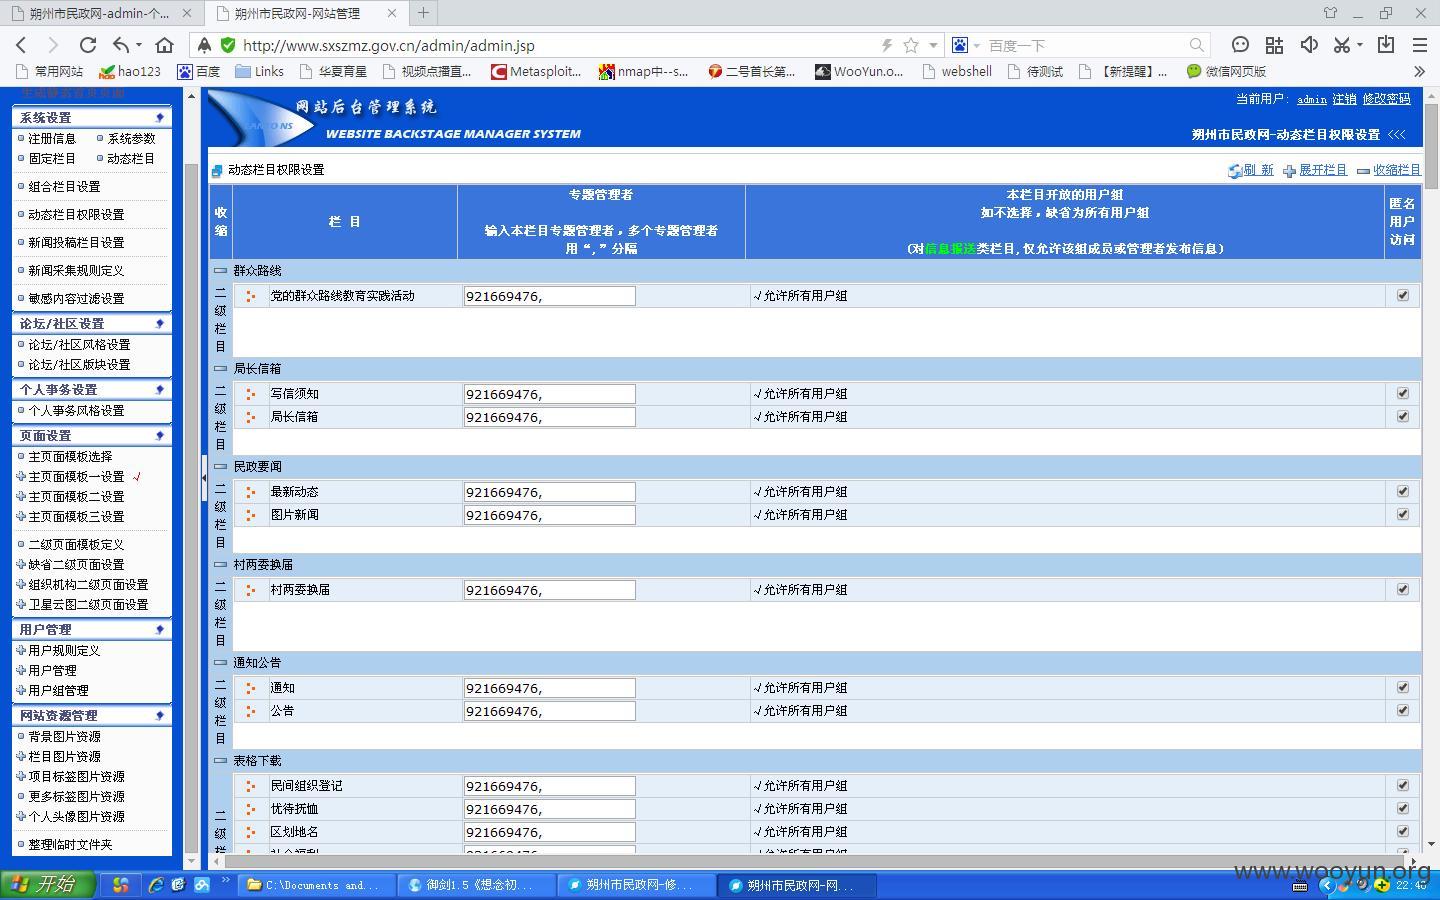 朔州市民政网-admin-个...
朔州市民政网-网站管理
http://www.sxszmz.gov.cn/admin/admin.jsp
百度一下
常用网站
hao123
百度
Links
华夏育星
视频点播直...
Metasploit...
nmap中--s...
二号首长第...
WooYun.o...
webshell
待测试
【新提醒】...
微信网页版
系统设置
注册信息
系统参数
固定栏目
动态栏目
组合栏目设置
动态栏目权限设置
新闻投稿栏目设置
新闻采集规则定义
敏感内容过滤设置
论坛/社区设置
论坛/社区风格设置
论坛/社区版块设置
个人事务设置
个人事务风格设置
页面设置
主页面模板选择
主页面模板一设置 √
主页面模板二设置
主页面模板三设置
二级页面模板定义
缺省二级页面设置
组织机构二级页面设置
卫星云图二级页面设置
用户管理
用户规则定义
用户管理
用户组管理
网站资源管理
背景图片资源
栏目图片资源
项目标签图片资源
更多标签图片资源
个人头像图片资源
整理临时文件夹
网站后台管理系统
WEBSITE BACKSTAGE MANAGER SYSTEM
当前用户: admin 注销 修改密码
朔州市民政网-动态栏目权限设置 <<<
动态栏目权限设置
刷 新
展开栏目
收缩栏目
收缩
栏 目
专题管理者
输入本栏目专题管理者，多个专题管理者
用“,”分隔
本栏目开放的用户组
如不选择，缺省为所有用户组
(对信息报送类栏目,仅允许该组成员或管理者发布信息)
匿名
用户
访问
群众路线
二级栏目
党的群众路线教育实践活动
921669476,
√允许所有用户组
局长信箱
二级栏目
写信须知
921669476,
√允许所有用户组
局长信箱
921669476,
√允许所有用户组
民政要闻
二级栏目
最新动态
921669476,
√允许所有用户组
图片新闻
921669476,
√允许所有用户组
村两委换届
二级栏目
村两委换届
921669476,
√允许所有用户组
通知公告
二级栏目
通知
921669476,
√允许所有用户组
公告
921669476,
√允许所有用户组
表格下载
二级栏
民间组织登记
921669476,
√允许所有用户组
优待抚恤
921669476,
√允许所有用户组
区划地名
921669476,
√允许所有用户组
www.wooyun.org
开始
C:\Documents and...
御剑1.5《想念初...
朔州市民政网-修...
朔州市民政网-网...
22:46